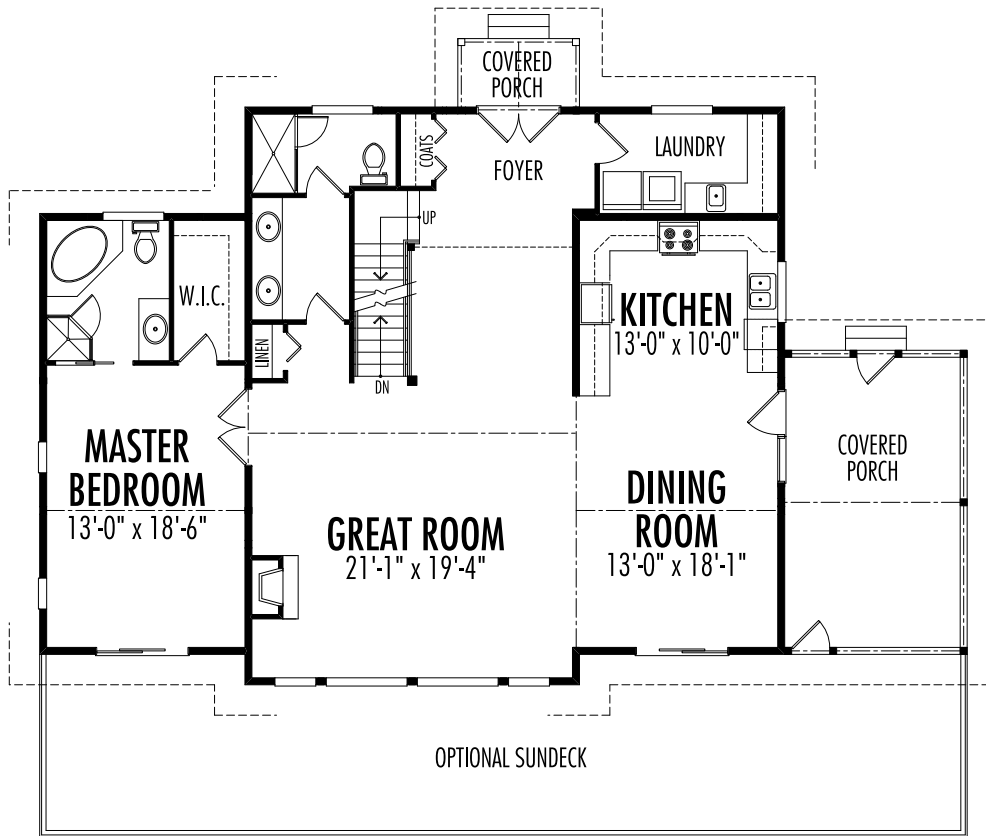 COVERED
PORCH
COATS
FOYER
LAUNDRY
UP
W.I.C.
KITCHEN
13'-0" x 10'-0"
LINEN
DN
MASTER
BEDROOM
13'-0" x 18'-6"
COVERED
PORCH
GREAT ROOM
21'-1" x 19'-4"
DINING
ROOM
13'-0" x 18'-1"
OPTIONAL SUNDECK